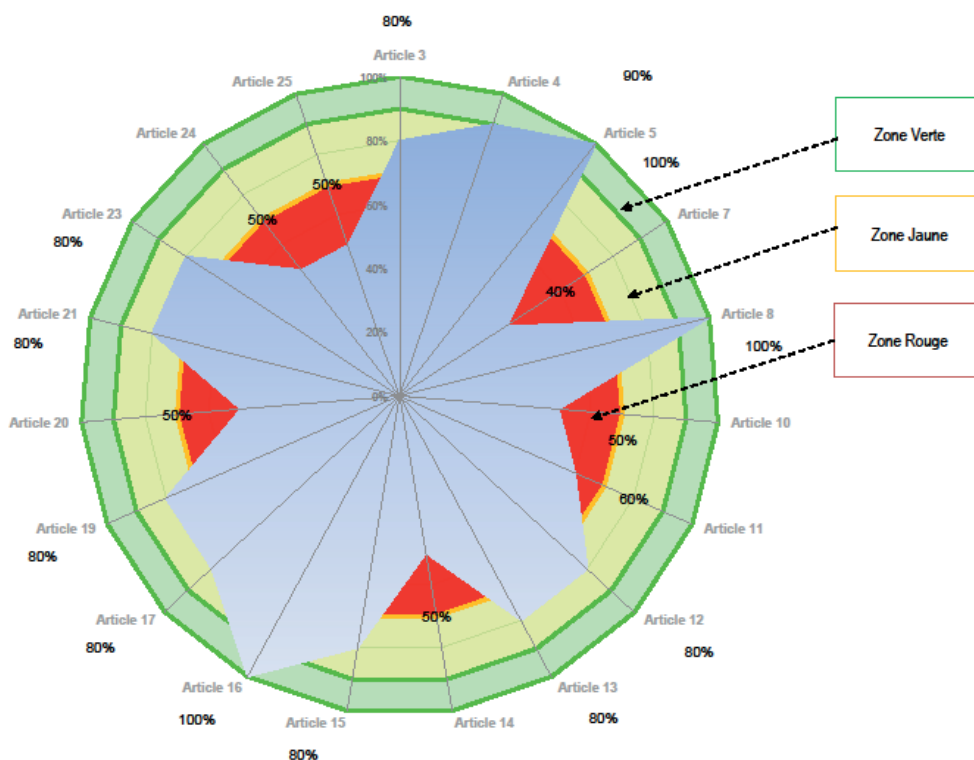 80%
Article 3
Article 25
Article 4
90%
100%
Article 24
Article 5
Zone Verte
80%
100%
50%
Article 23
50%
60%
Article 7
80%
Zone Jaune
40%
40%
Article 21
Article 8
80%
20%
100%
Zone Rouge
0%
Article 20
50%
Article 10
50%
60%
Article 19
Article 11
80%
Article 17
50%
Article 12
80%
80%
Article 16
Article 13
100%
Article 15
Article 14
80%
80%